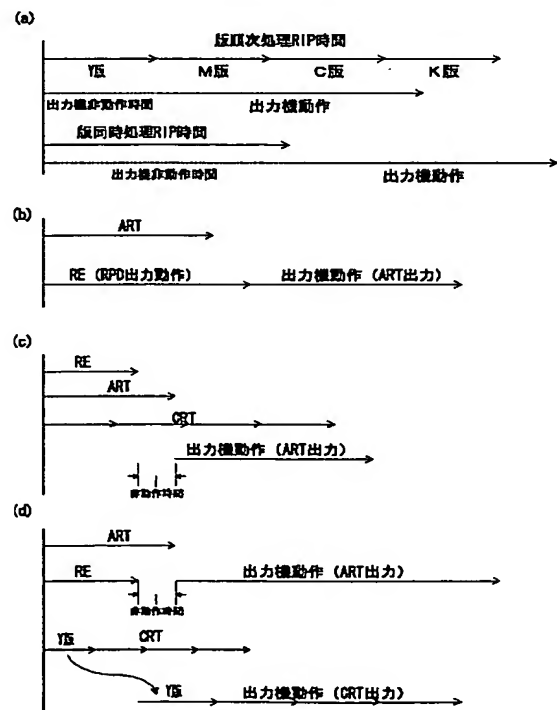 (a)
版順次処理RIP時間
Y版 M版 C版 K版
出力機非動作時間 出力機動作
版同時処理RIP時間
出力機非動作時間 出力機動作
(b)
ART
RE (RPD出力動作) 出力機動作 (ART出力)
(c)
RE
ART
CRT
出力機動作 (ART出力)
非動作時間
(d)
ART
RE 出力機動作 (ART出力)
非動作時間
Y版 CRT
Y版 出力機動作 (CRT出力)